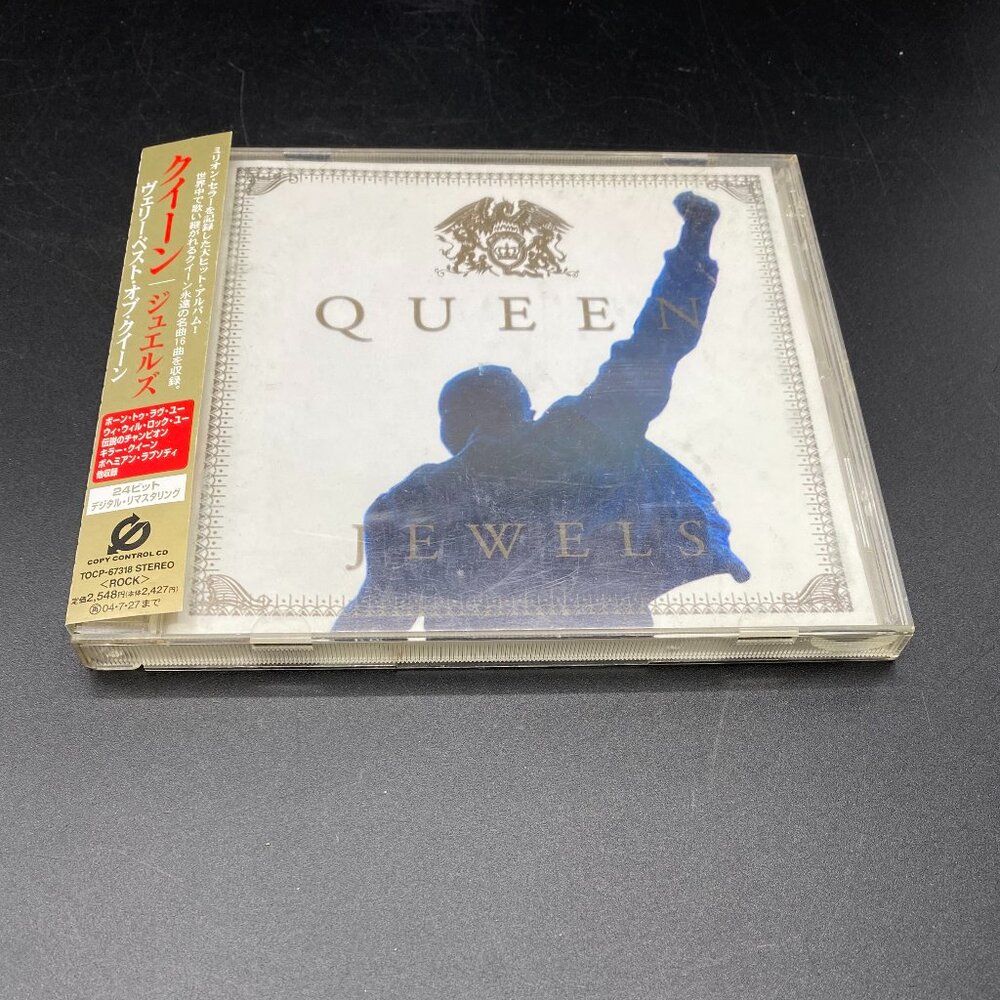 クイーン｜ジュエルズ
ヴェリー・ベスト・オブ・クイーン
ミリオン・セラーを記録した大ヒット・アルバム!
世界中で歌い継がれるクイーン永遠の名曲16曲を収録。
ボーン・トゥ・ラヴ・ユー
ウィ・ウィル・ロック・ユー
伝説のチャンピオン
キラー・クイーン
ボヘミアン・ラプソディ
他収録
24ビット
デジタル・リマスタリング
COPY CONTROL CD
TOCP-67318 STEREO
<ROCK>
定価2,548円(本体2,427円)
再04・7・27まで
QUEEN
JEWELS